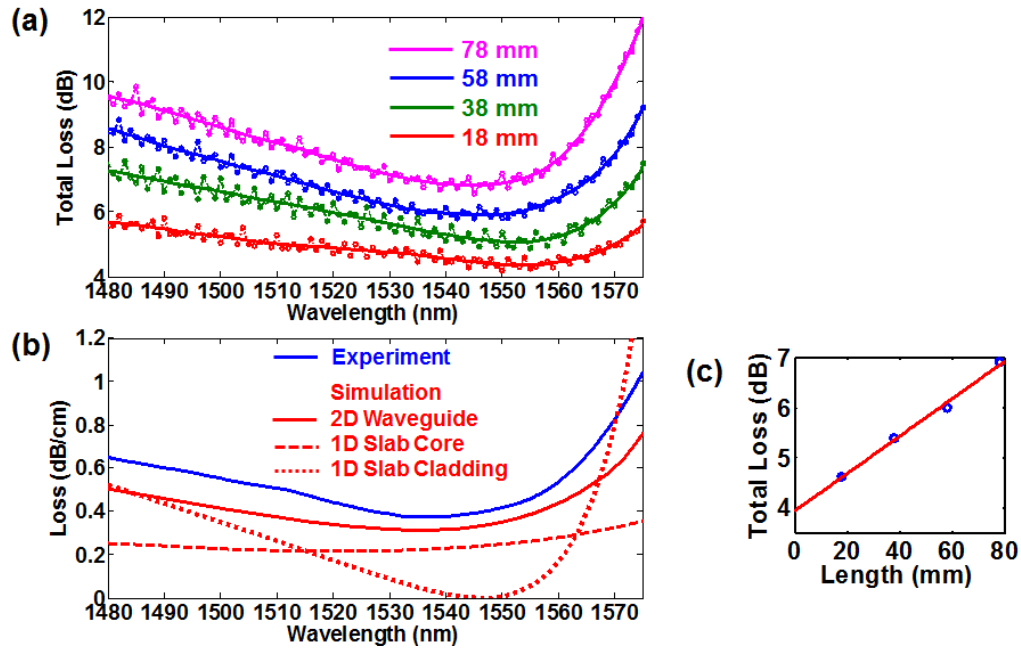 (a)
12
10
8
6
4
Total Loss (dB)
78 mm
58 mm
38 mm
18 mm
1480 1490 1500 1510 1520 1530 1540 1550 1560 1570
Wavelength (nm)
(b)
1.2
1
0.8
0.6
0.4
0.2
0
Loss (dB/cm)
Experiment
Simulation
2D Waveguide
1D Slab Core
1D Slab Cladding
1480 1490 1500 1510 1520 1530 1540 1550 1560 1570
Wavelength (nm)
(c)
7
6
5
4
Total Loss (dB)
0 20 40 60 80
Length (mm)